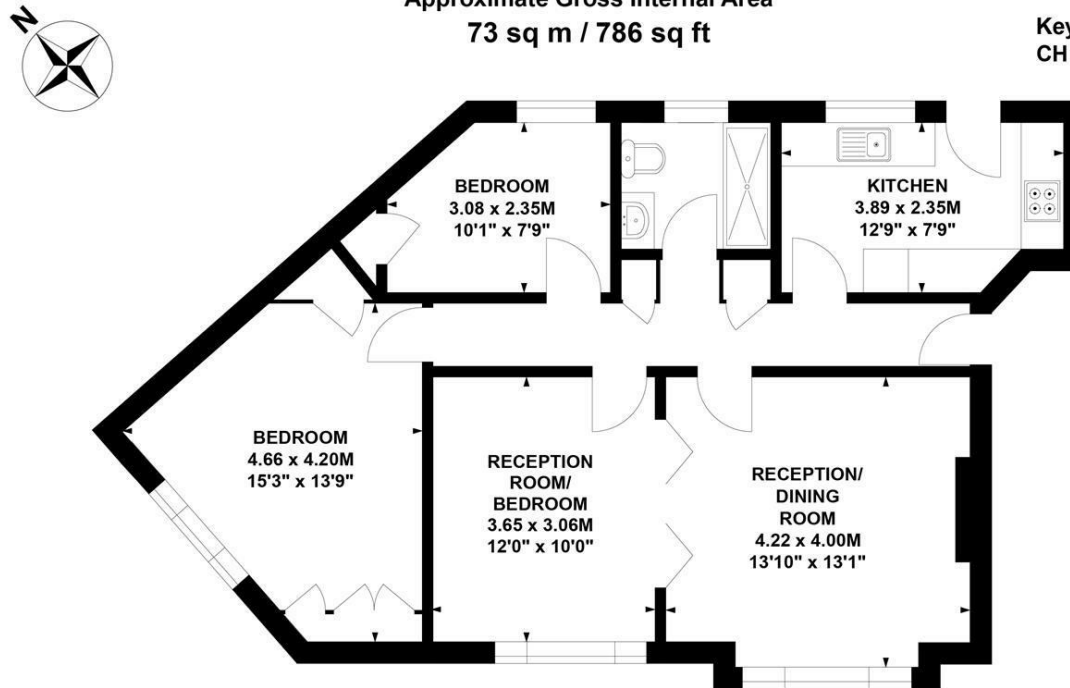 N
Approximate Gross Internal Area
73 sq m / 786 sq ft
Key
CH
BEDROOM
3.08 x 2.35M
10'1" x 7'9"
KITCHEN
3.89 x 2.35M
12'9" x 7'9"
BEDROOM
4.66 x 4.20M
15'3" x 13'9"
RECEPTION
ROOM/
BEDROOM
3.65 x 3.06M
12'0" x 10'0"
RECEPTION/
DINING
ROOM
4.22 x 4.00M
13'10" x 13'1"